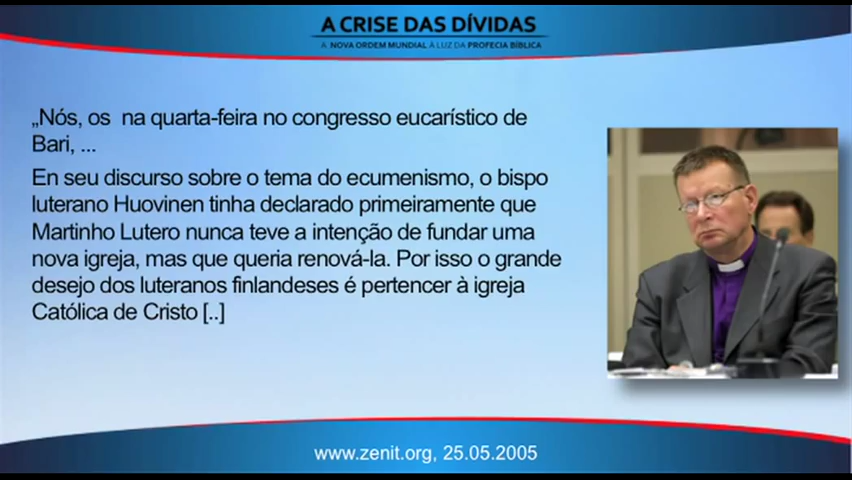 A CRISE DAS DÍVIDAS
A NOVA ORDEM MUNDIAL À LUZ DA PROFECIA BÍBLICA
„Nós, os na quarta-feira no congresso eucarístico de
Bari, ...
En seu discurso sobre o tema do ecumenismo, o bispo
luterano Huovinen tinha declarado primeiramente que
Martinho Lutero nunca teve a intenção de fundar uma
nova igreja, mas que queria renová-la. Por isso o grande
desejo dos luteranos finlandeses é pertencer à igreja
Católica de Cristo [..]
www.zenit.org, 25.05.2005